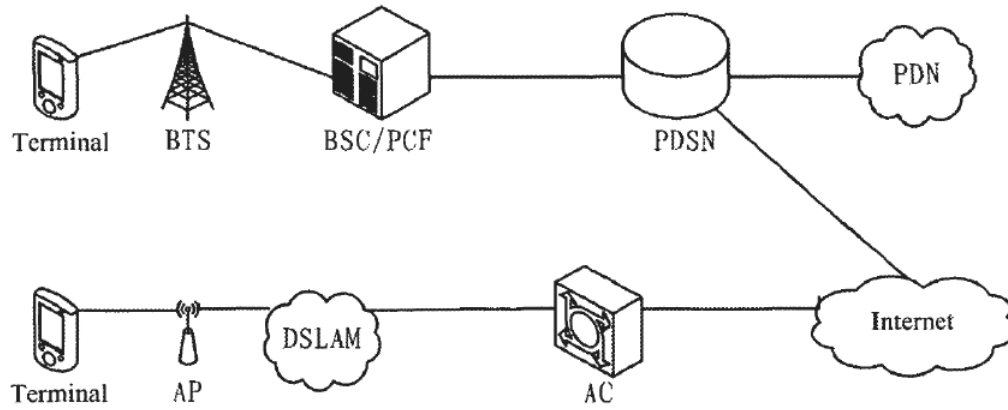 PDN
Terminal
BTS
BSC/PCF
PDSN
DSLAM
Internet
Terminal
AP
AC